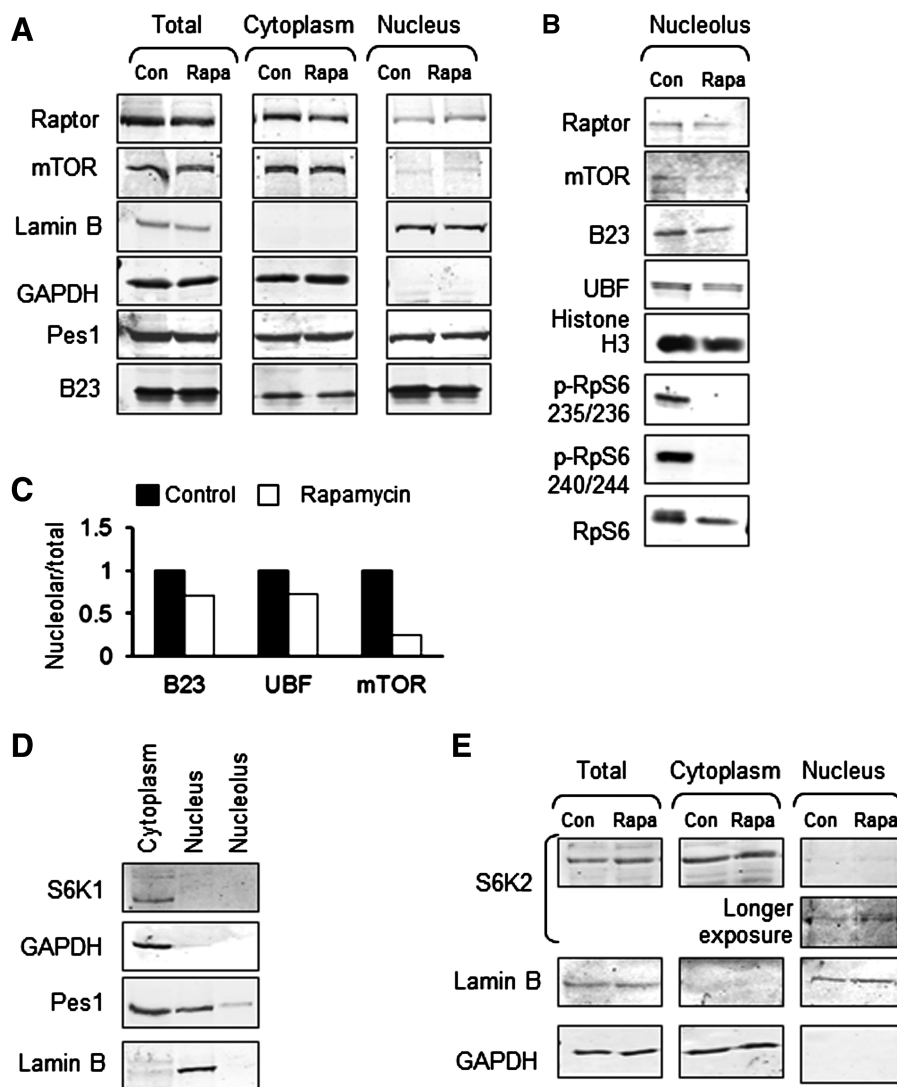 A
Total Cytoplasm Nucleus
Con Rapa Con Rapa Con Rapa
Raptor
mTOR
Lamin B
GAPDH
Pes1
B23
B
Nucleolus
Con Rapa
Raptor
mTOR
B23
UBF
Histone
H3
p-RpS6
235/236
p-RpS6
240/244
RpS6
C
Control Rapamycin
Nucleolar/total
1.5
1
0.5
0
B23 UBF mTOR
D
Cytoplasm
Nucleus
Nucleolus
S6K1
GAPDH
Pes1
Lamin B
E
Total Cytoplasm Nucleus
Con Rapa Con Rapa Con Rapa
S6K2
Longer
exposure
Lamin B
GAPDH